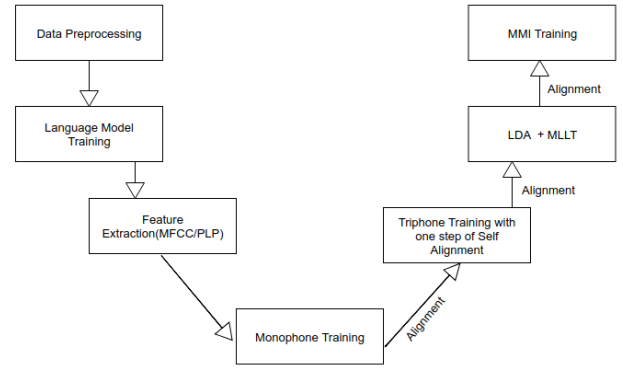 Data Preprocessing
Language Model
Training
Feature
Extraction(MFCC/PLP)
Monophone Training
Alignment
Triphone Training with
one step of Self
Alignment
Alignment
LDA + MLLT
Alignment
MMI Training